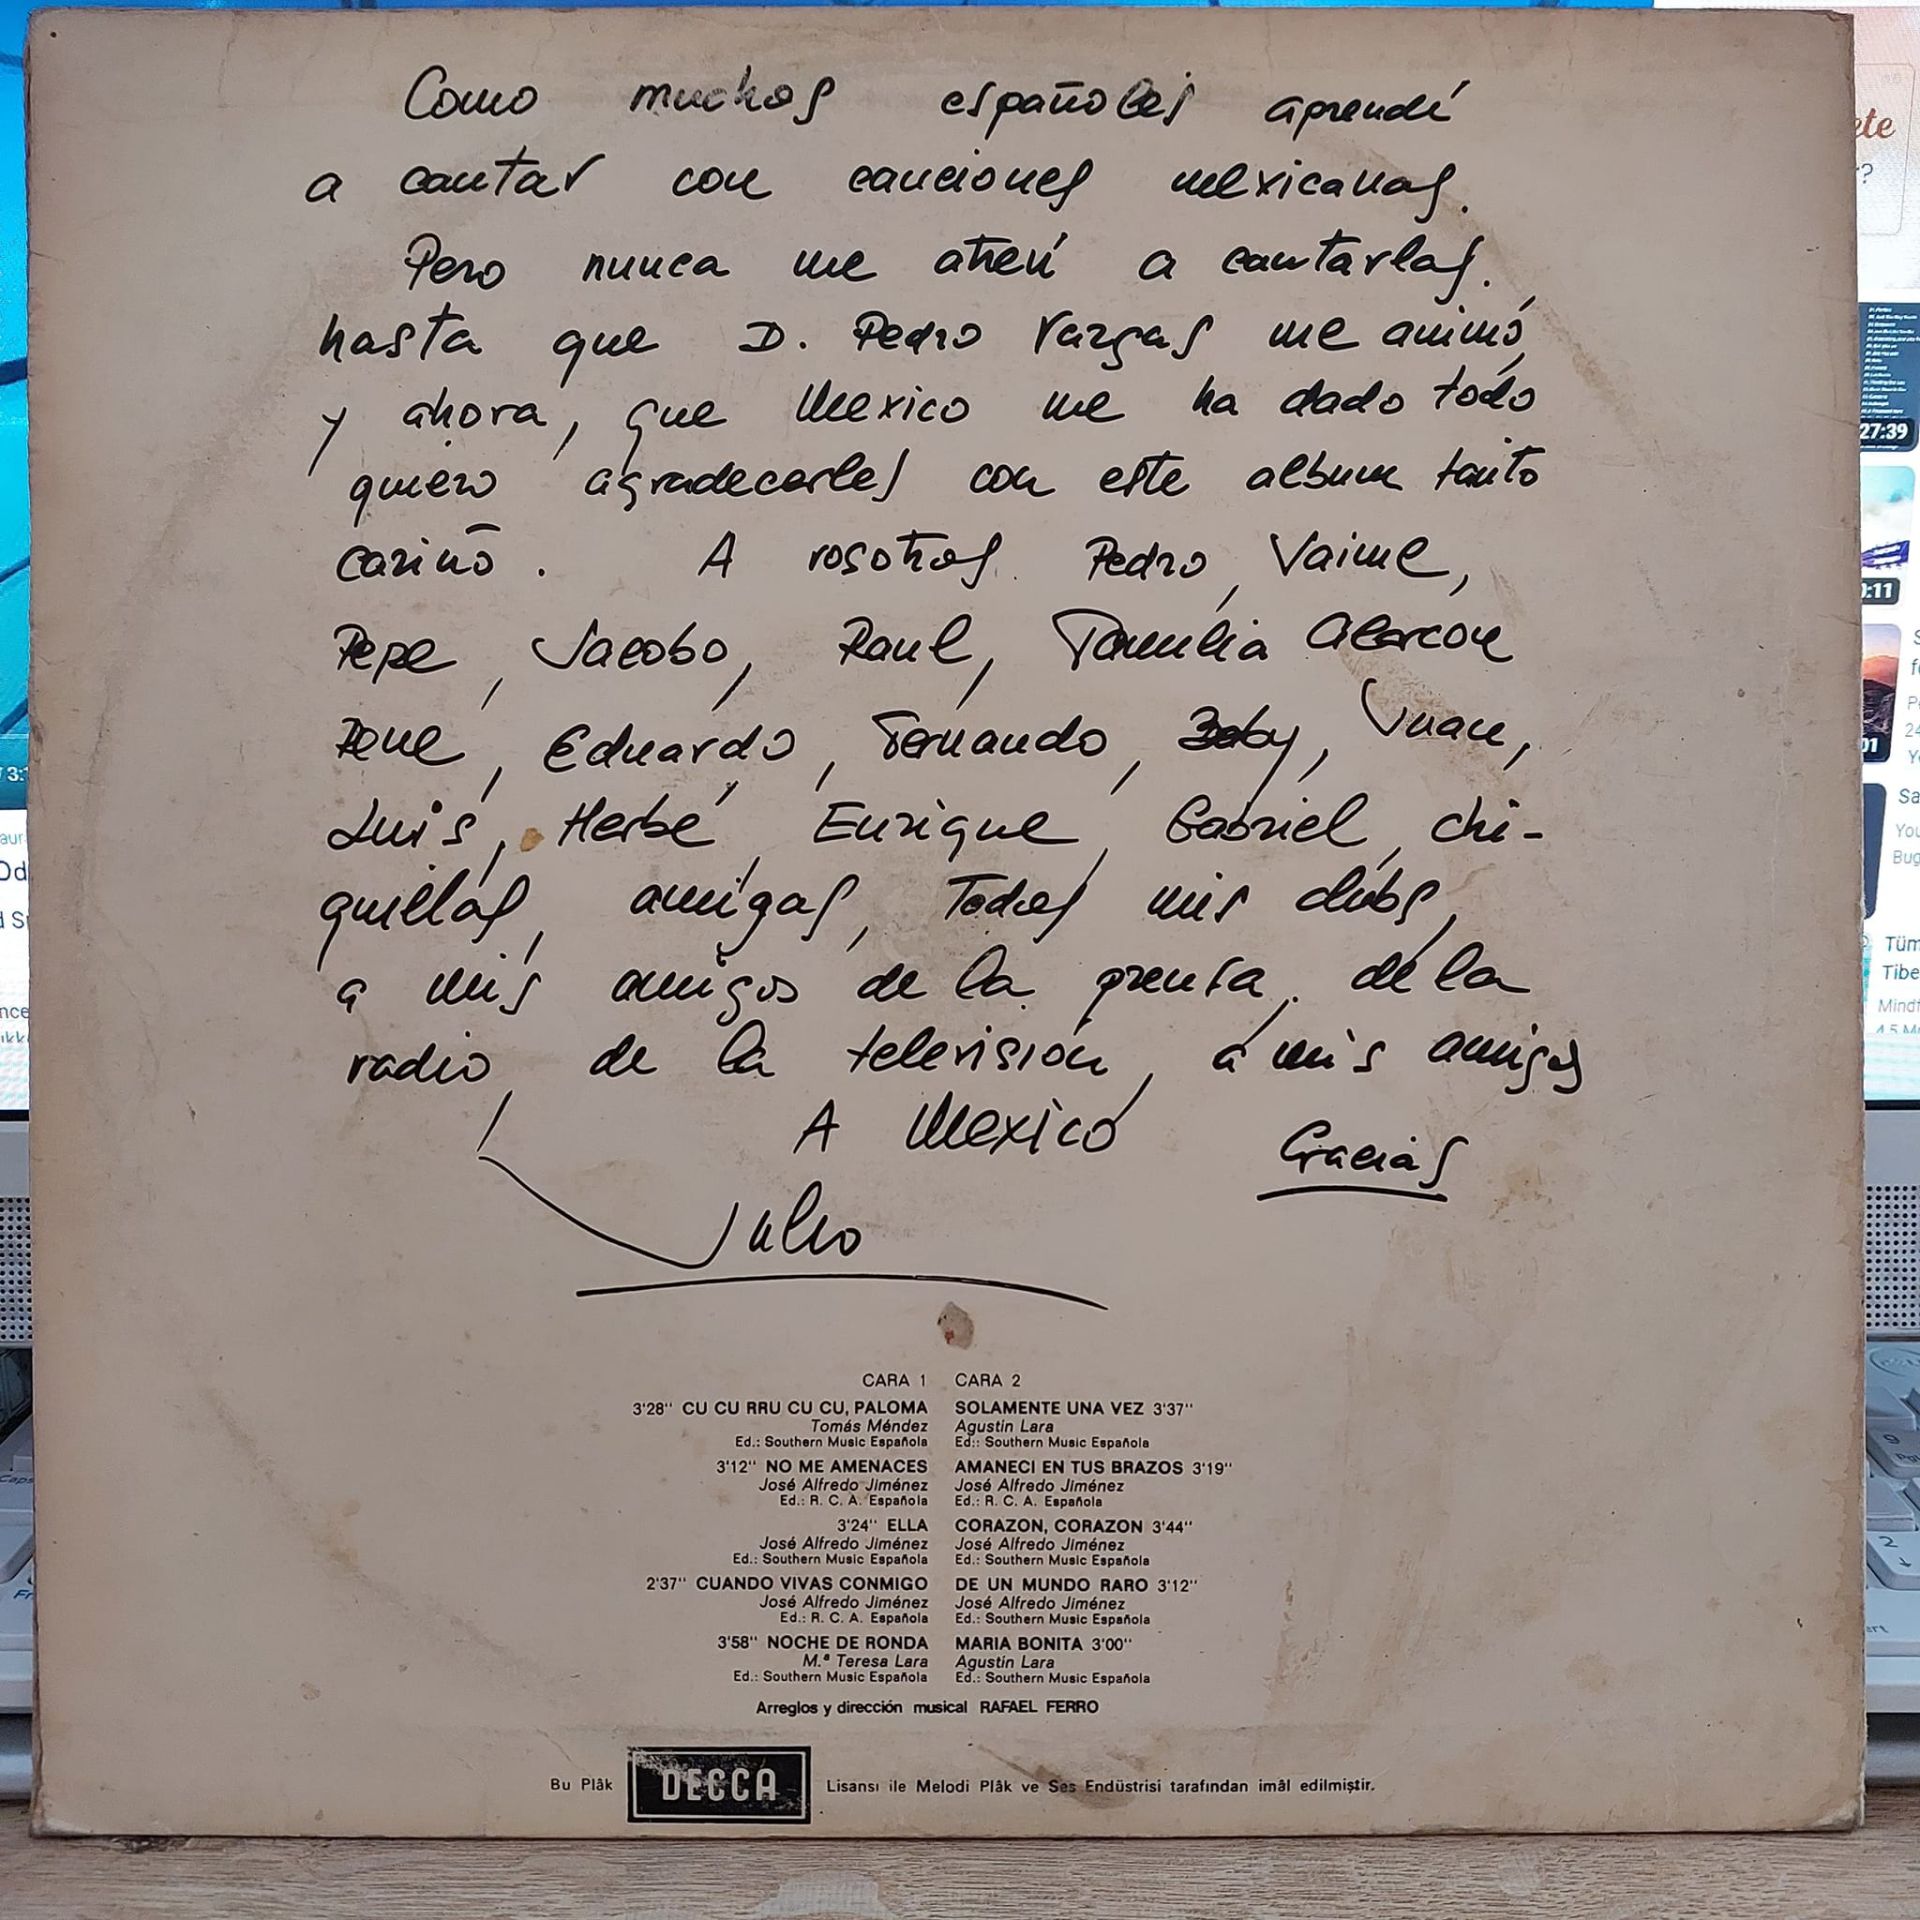 Como muchos españoles aprendí
a cantar con canciones mexicanas.
Pero nunca me atreví a cantarlas.
hasta que D. Pedro Vargas me animó,
y ahora, que Mexico me ha dado todo
quiero agradecerles con este album tanto
cariño. A vosotros Pedro, Jaime,
Pepe, Jacobo, Raul, Familia Alarcon
Rene, Eduardo, Fernando, Baby, Juan,
Luis, Herbé, Enrique, Gabriel, chi-
quillas, amigas, Todos mis clubs,
a mis amigos de la prensa, de la
radio, de la television, a mis amigos
A Mexico
Gracias
Julio
CARA 1
3'28'' CU CU RRU CU CU, PALOMA
Tomás Méndez
Ed.: Southern Music Española
3'12'' NO ME AMENACES
José Alfredo Jiménez
Ed.: R. C. A. Española
3'24'' ELLA
José Alfredo Jiménez
Ed.: Southern Music Española
2'37'' CUANDO VIVAS CONMIGO
José Alfredo Jiménez
Ed.: R. C. A. Española
3'58'' NOCHE DE RONDA
M.ª Teresa Lara
Ed.: Southern Music Española
CARA 2
SOLAMENTE UNA VEZ 3'37''
Agustín Lara
Ed.: Southern Music Española
AMANECI EN TUS BRAZOS 3'19''
José Alfredo Jiménez
Ed.: R. C. A. Española
CORAZON, CORAZON 3'44''
José Alfredo Jiménez
Ed.: Southern Music Española
DE UN MUNDO RARO 3'12''
José Alfredo Jiménez
Ed.: Southern Music Española
MARIA BONITA 3'00''
Agustín Lara
Ed.: Southern Music Española
Arreglos y dirección musical RAFAEL FERRO
Bu Plâk DECCA Lisansı ile Melodi Plâk ve Ses Endüstrisi tarafından imâl edilmiştir.
27:39